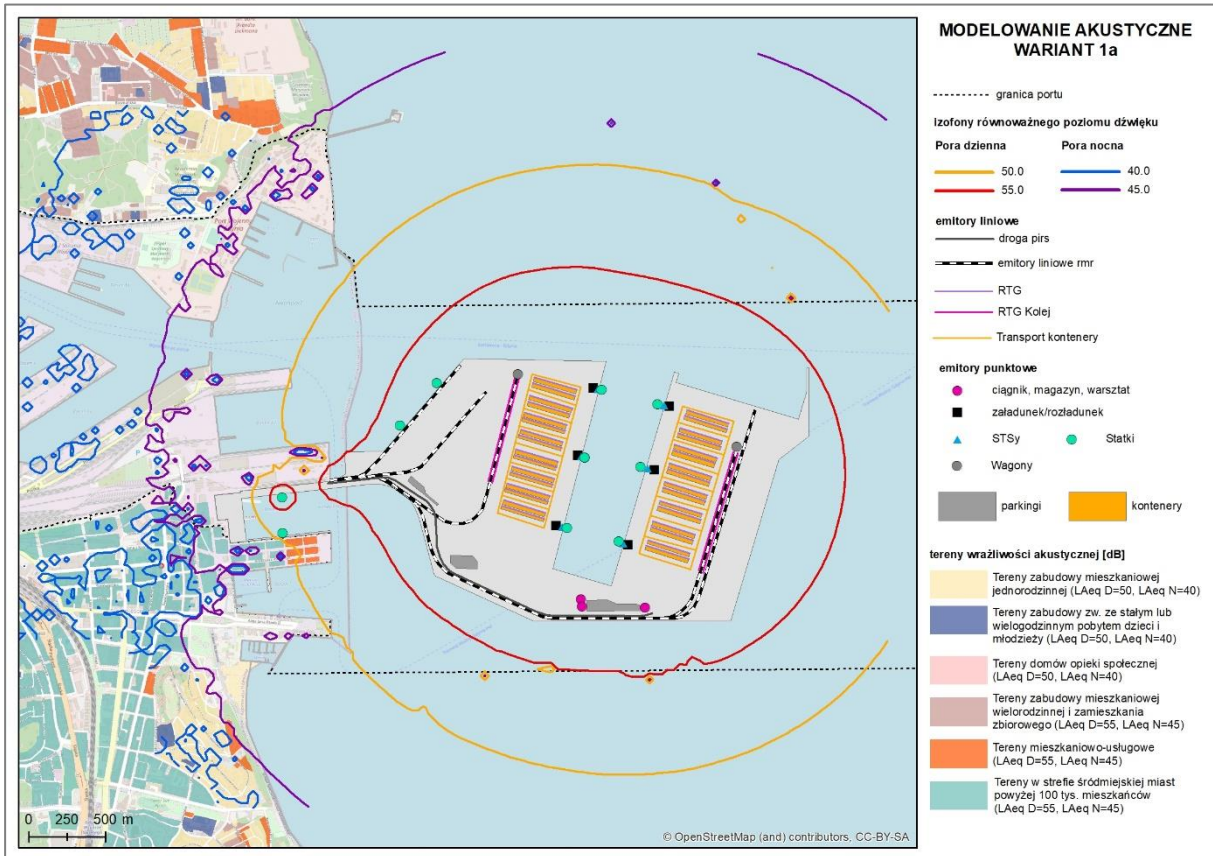 MODELOWANIE AKUSTYCZNE
WARIANT 1a
granica portu
izofony równoważnego poziomu dźwięku
Pora dzienna Pora nocna
50.0 40.0
55.0 45.0
emitory liniowe
droga pirs
emitory liniowe rmr
RTG
RTG Kolej
Transport kontenery
emitory punktowe
ciągnik, magazyn, warsztat
załadunek/rozładunek
STSy Statki
Wagony
parkingi kontenery
tereny wrażliwości akustycznej [dB]
Tereny zabudowy mieszkaniowej
jednorodzinnej (LAeq D=50, LAeq N=40)
Tereny zabudowy zw. ze stałym lub
wielogodzinnym pobytem dzieci i
młodzieży (LAeq D=50, LAeq N=40)
Tereny domów opieki społecznej
(LAeq D=50, LAeq N=40)
Tereny zabudowy mieszkaniowej
wielorodzinnej i zamieszkania
zbiorowego (LAeq D=55, LAeq N=45)
Tereny mieszkaniowo-usługowe
(LAeq D=55, LAeq N=45)
Tereny w strefie śródmiejskiej miast
powyżej 100 tys. mieszkańców
(LAeq D=55, LAeq N=45)
0 250 500 m
© OpenStreetMap (and) contributors, CC-BY-SA